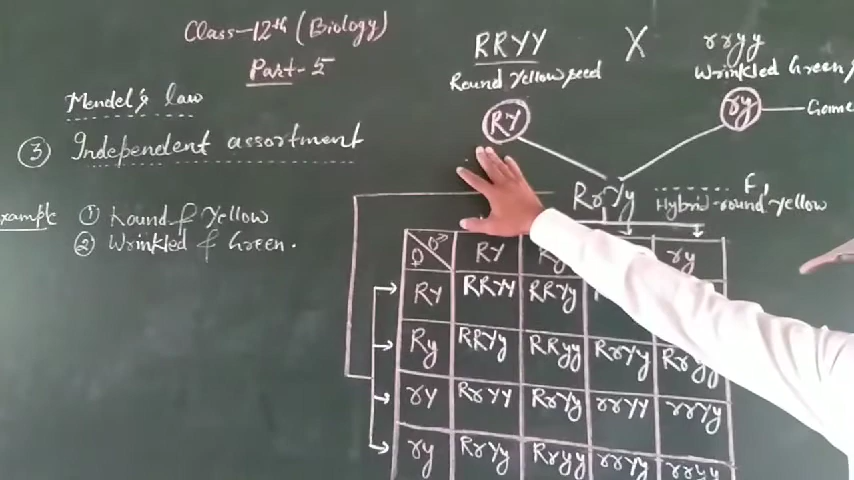 Class-12th (Biology)
Part-5
Mendel's law
③ Independent assortment
Example ① Round & Yellow
② Wrinkled & Green.
RRYY X rryy
Round Yellow seed Wrinkled Green
RY ry Game
RrYy F1
Hybrid-round yellow
♀ ♂ RY Ry ry
RY RRYY RRYy
Ry RRYy RRyy RrYy Rryy
rY RrYY RrYy rrYY rrYy
ry RrYy Rryy rrYy rryy